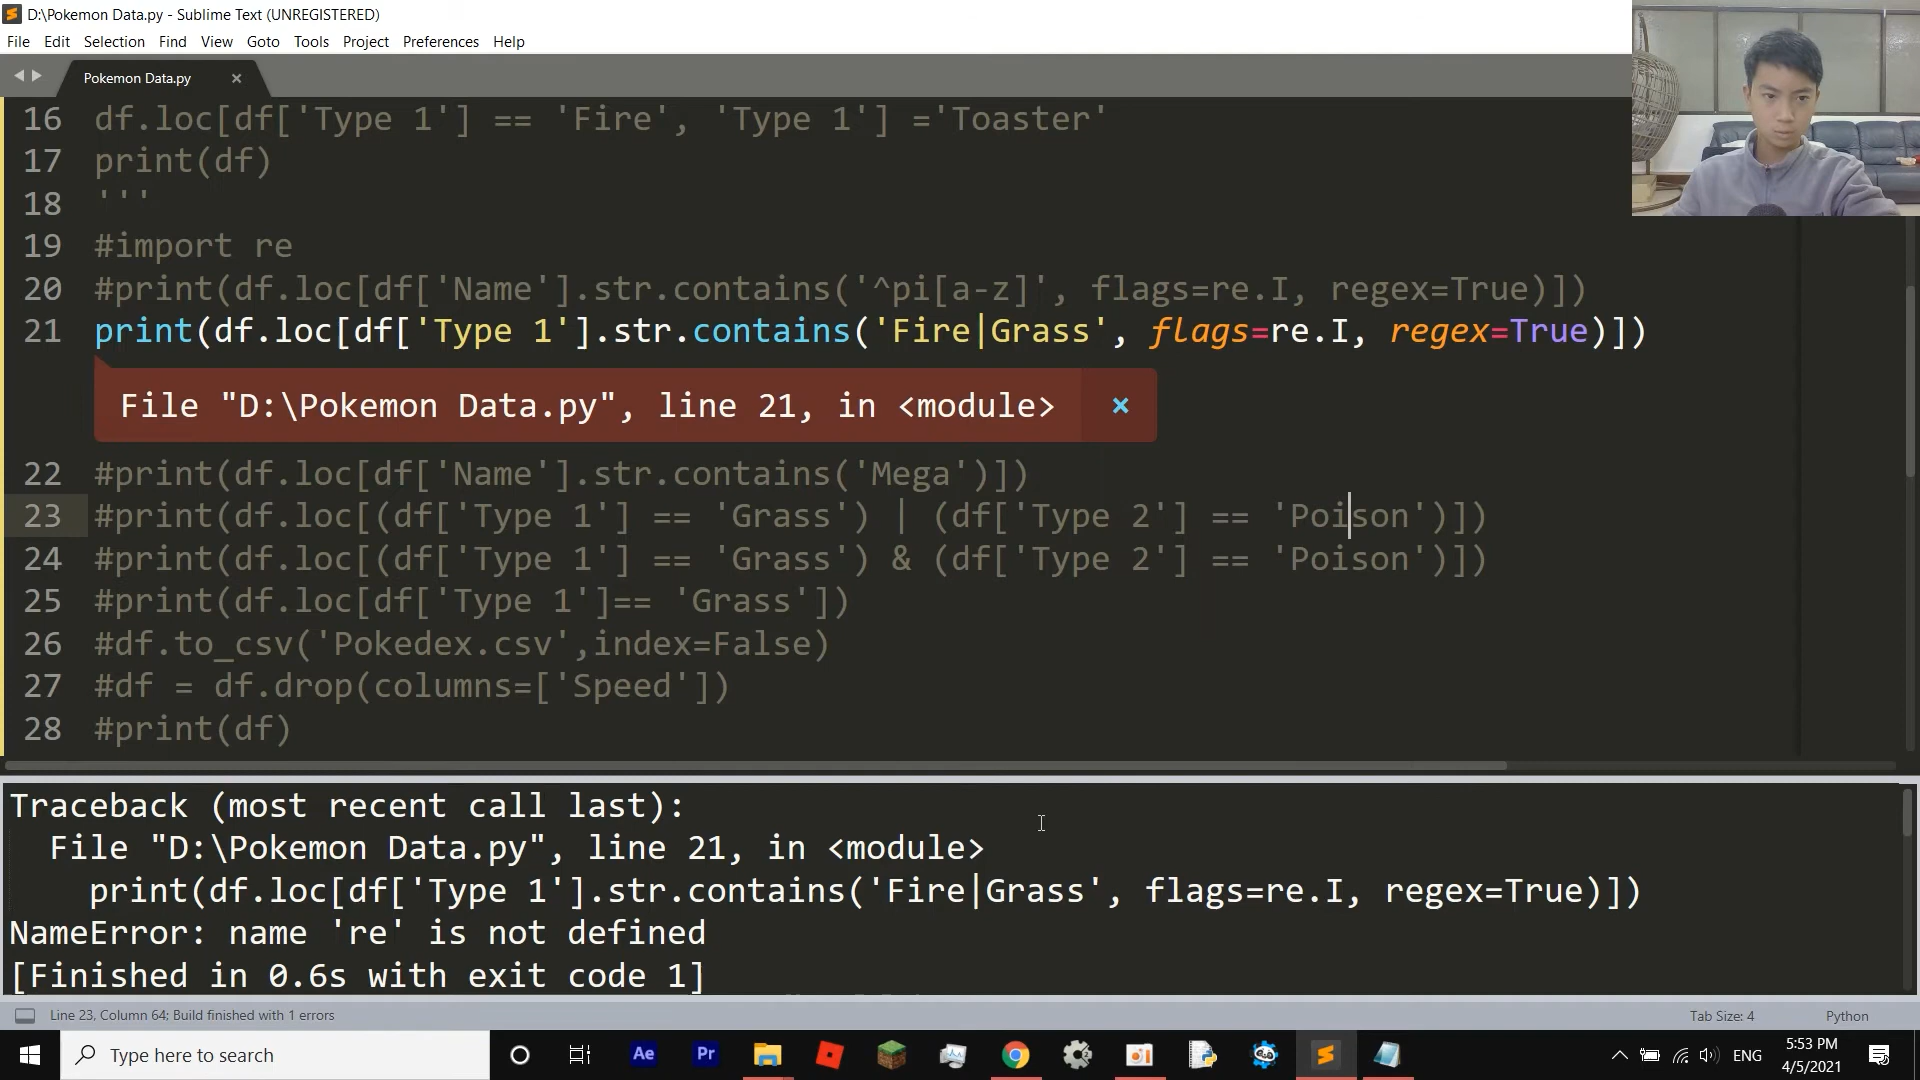 D:\Pokemon Data.py - Sublime Text (UNREGISTERED)
File Edit Selection Find View Goto Tools Project Preferences Help
Pokemon Data.py ×
16 df.loc[df['Type 1'] == 'Fire', 'Type 1'] ='Toaster'
17 print(df)
18 '''
19 #import re
20 #print(df.loc[df['Name'].str.contains('^pi[a-z]', flags=re.I, regex=True)])
21 print(df.loc[df['Type 1'].str.contains('Fire|Grass', flags=re.I, regex=True)])
File "D:\Pokemon Data.py", line 21, in <module> ×
22 #print(df.loc[df['Name'].str.contains('Mega')])
23 #print(df.loc[(df['Type 1'] == 'Grass') | (df['Type 2'] == 'Poison')])
24 #print(df.loc[(df['Type 1'] == 'Grass') & (df['Type 2'] == 'Poison')])
25 #print(df.loc[df['Type 1']== 'Grass'])
26 #df.to_csv('Pokedex.csv',index=False)
27 #df = df.drop(columns=['Speed'])
28 #print(df)
Traceback (most recent call last):
File "D:\Pokemon Data.py", line 21, in <module>
print(df.loc[df['Type 1'].str.contains('Fire|Grass', flags=re.I, regex=True)])
NameError: name 're' is not defined
[Finished in 0.6s with exit code 1]
Line 23, Column 64; Build finished with 1 errors Tab Size: 4 Python
Type here to search Ae Pr ENG 5:53 PM
4/5/2021